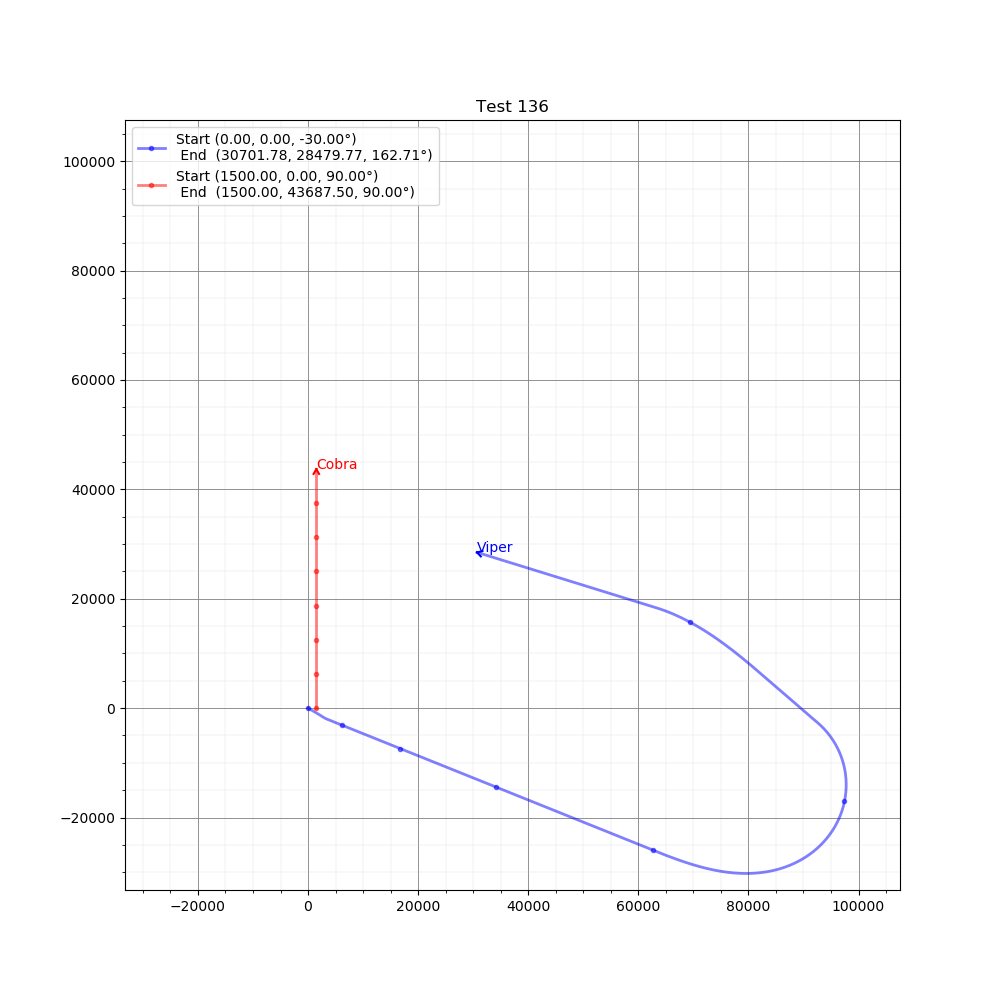 Test 136
Start (0.00, 0.00, -30.00°)
End  (30701.78, 28479.77, 162.71°)
Start (1500.00, 0.00, 90.00°)
End  (1500.00, 43687.50, 90.00°)
100000
80000
60000
40000
20000
0
−20000
Cobra
Viper
−20000 0 20000 40000 60000 80000 100000